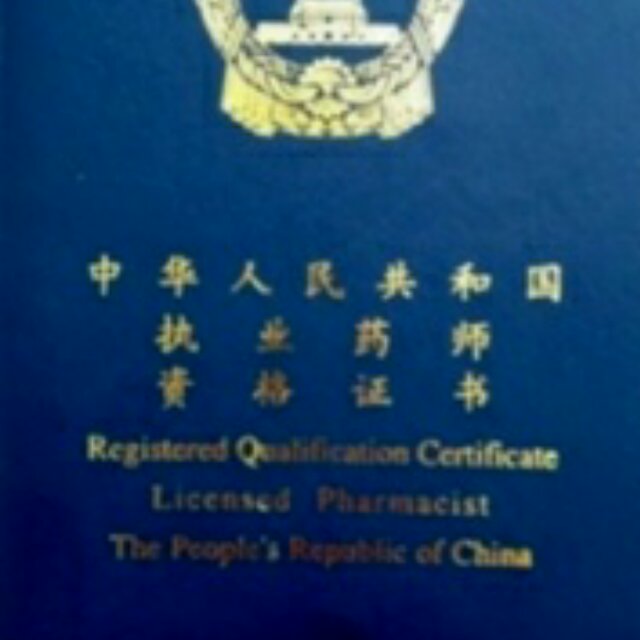 中华人民共和国
执业药师
资格证书
Registered Qualification Certificate
Licensed Pharmacist
The People's Republic of China